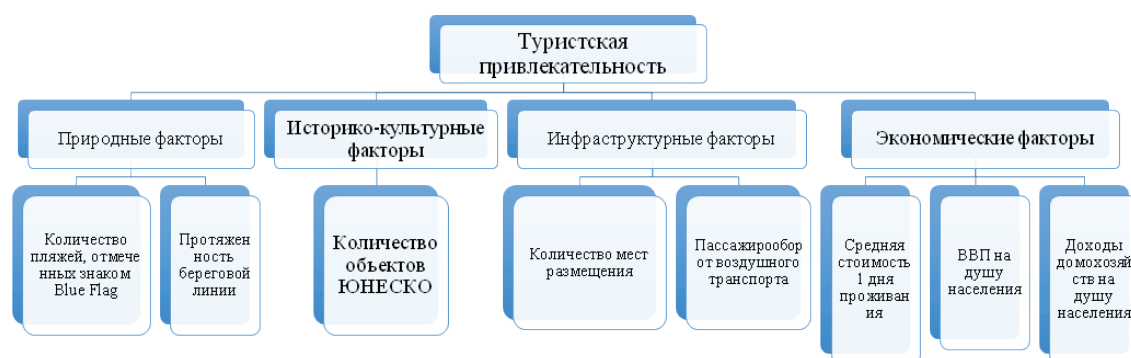 Туристская
привлекательность
Природные факторы
Историко-культурные
факторы
Инфраструктурные факторы
Экономические факторы
Количество
пляжей, отмече
нных знаком
Blue Flag
Протяжен
ность
береговой
линии
Количество
объектов
ЮНЕСКО
Количество мест
размещения
Пассажирообор
от воздушного
транспорта
Средняя
стоимость
1 дня
проживан
ия
ВВП на
душу
населения
Доходы
домохозяй
ств на
душу
населения